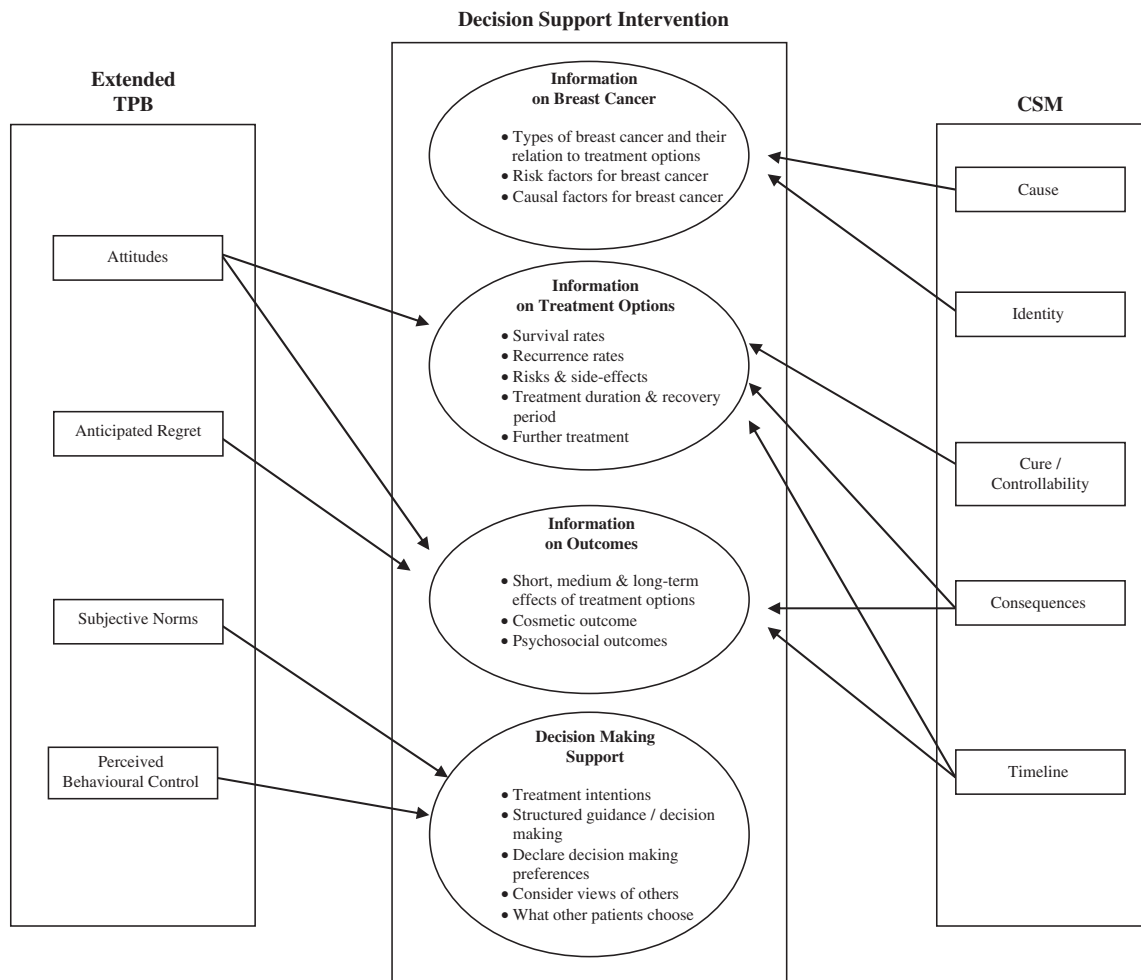 Decision Support Intervention
Extended
TPB
Attitudes
Anticipated Regret
Subjective Norms
Perceived
Behavioural Control
Information
on Breast Cancer
• Types of breast cancer and their
relation to treatment options
• Risk factors for breast cancer
• Causal factors for breast cancer
Information
on Treatment Options
• Survival rates
• Recurrence rates
• Risks & side-effects
• Treatment duration & recovery
period
• Further treatment
Information
on Outcomes
• Short, medium & long-term
effects of treatment options
• Cosmetic outcome
• Psychosocial outcomes
Decision Making
Support
• Treatment intentions
• Structured guidance / decision
making
• Declare decision making
preferences
• Consider views of others
• What other patients choose
CSM
Cause
Identity
Cure /
Controllability
Consequences
Timeline